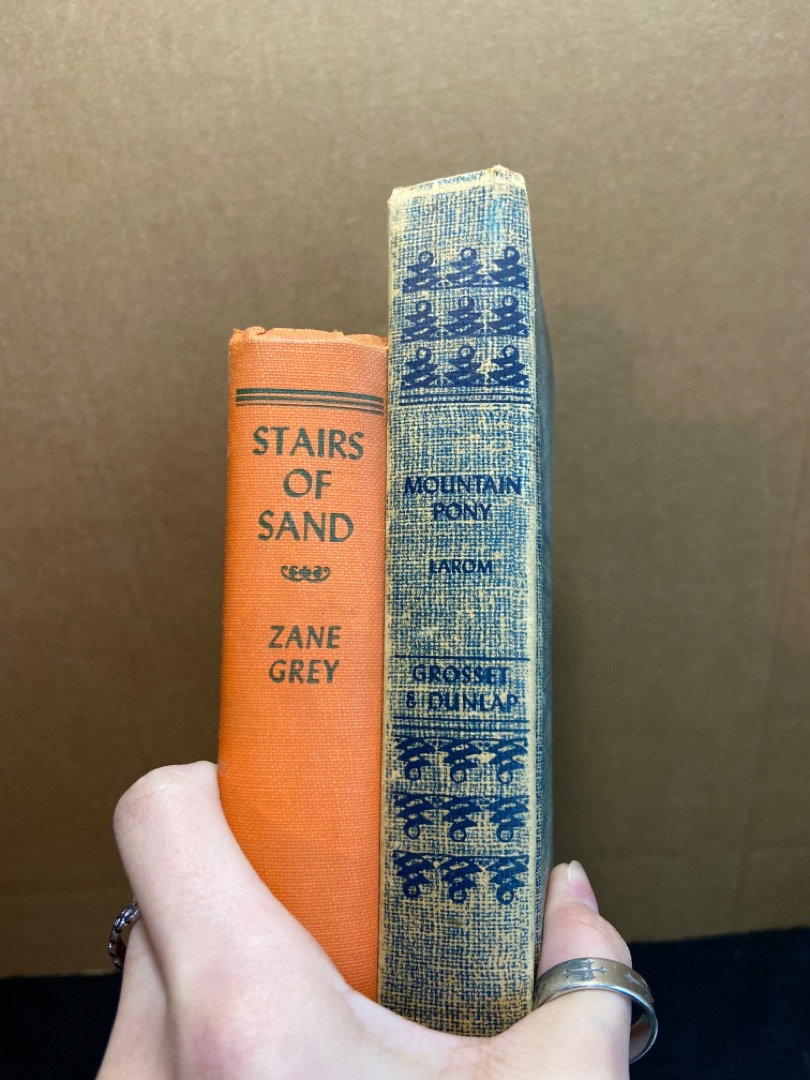 STAIRS
OF
SAND
ZANE
GREY
MOUNTAIN
PONY
LAROM
GROSSET
& DUNLAP